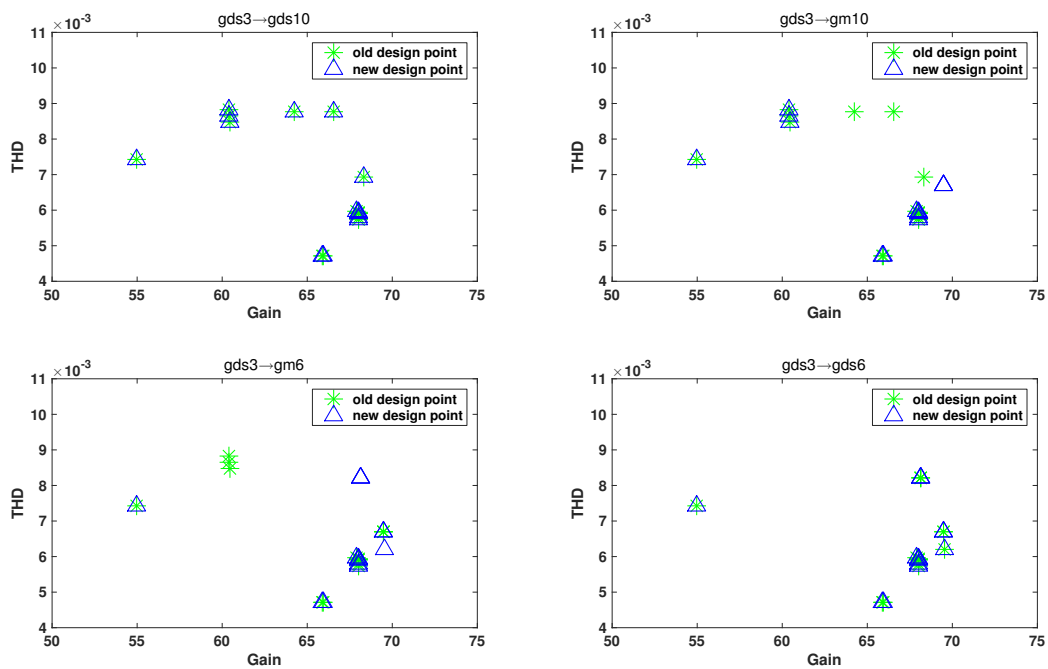 gds3→gds10
×10⁻³
11
10
9
8
7
6
5
4
THD
50 55 60 65 70 75
Gain
old design point
new design point
gds3→gm10
×10⁻³
11
10
9
8
7
6
5
4
THD
50 55 60 65 70 75
Gain
old design point
new design point
gds3→gm6
×10⁻³
11
10
9
8
7
6
5
4
THD
50 55 60 65 70 75
Gain
old design point
new design point
gds3→gds6
×10⁻³
11
10
9
8
7
6
5
4
THD
50 55 60 65 70 75
Gain
old design point
new design point